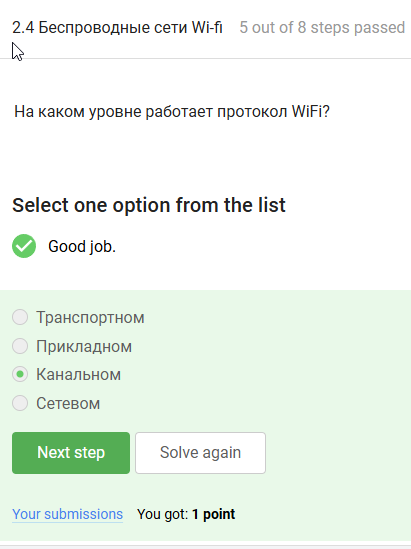 2.4 Беспроводные сети Wi-fi 5 out of 8 steps passed
На каком уровне работает протокол WiFi?
Select one option from the list
Good job.
Транспортном
Прикладном
Канальном
Сетевом
Next step Solve again
Your submissions You got: 1 point